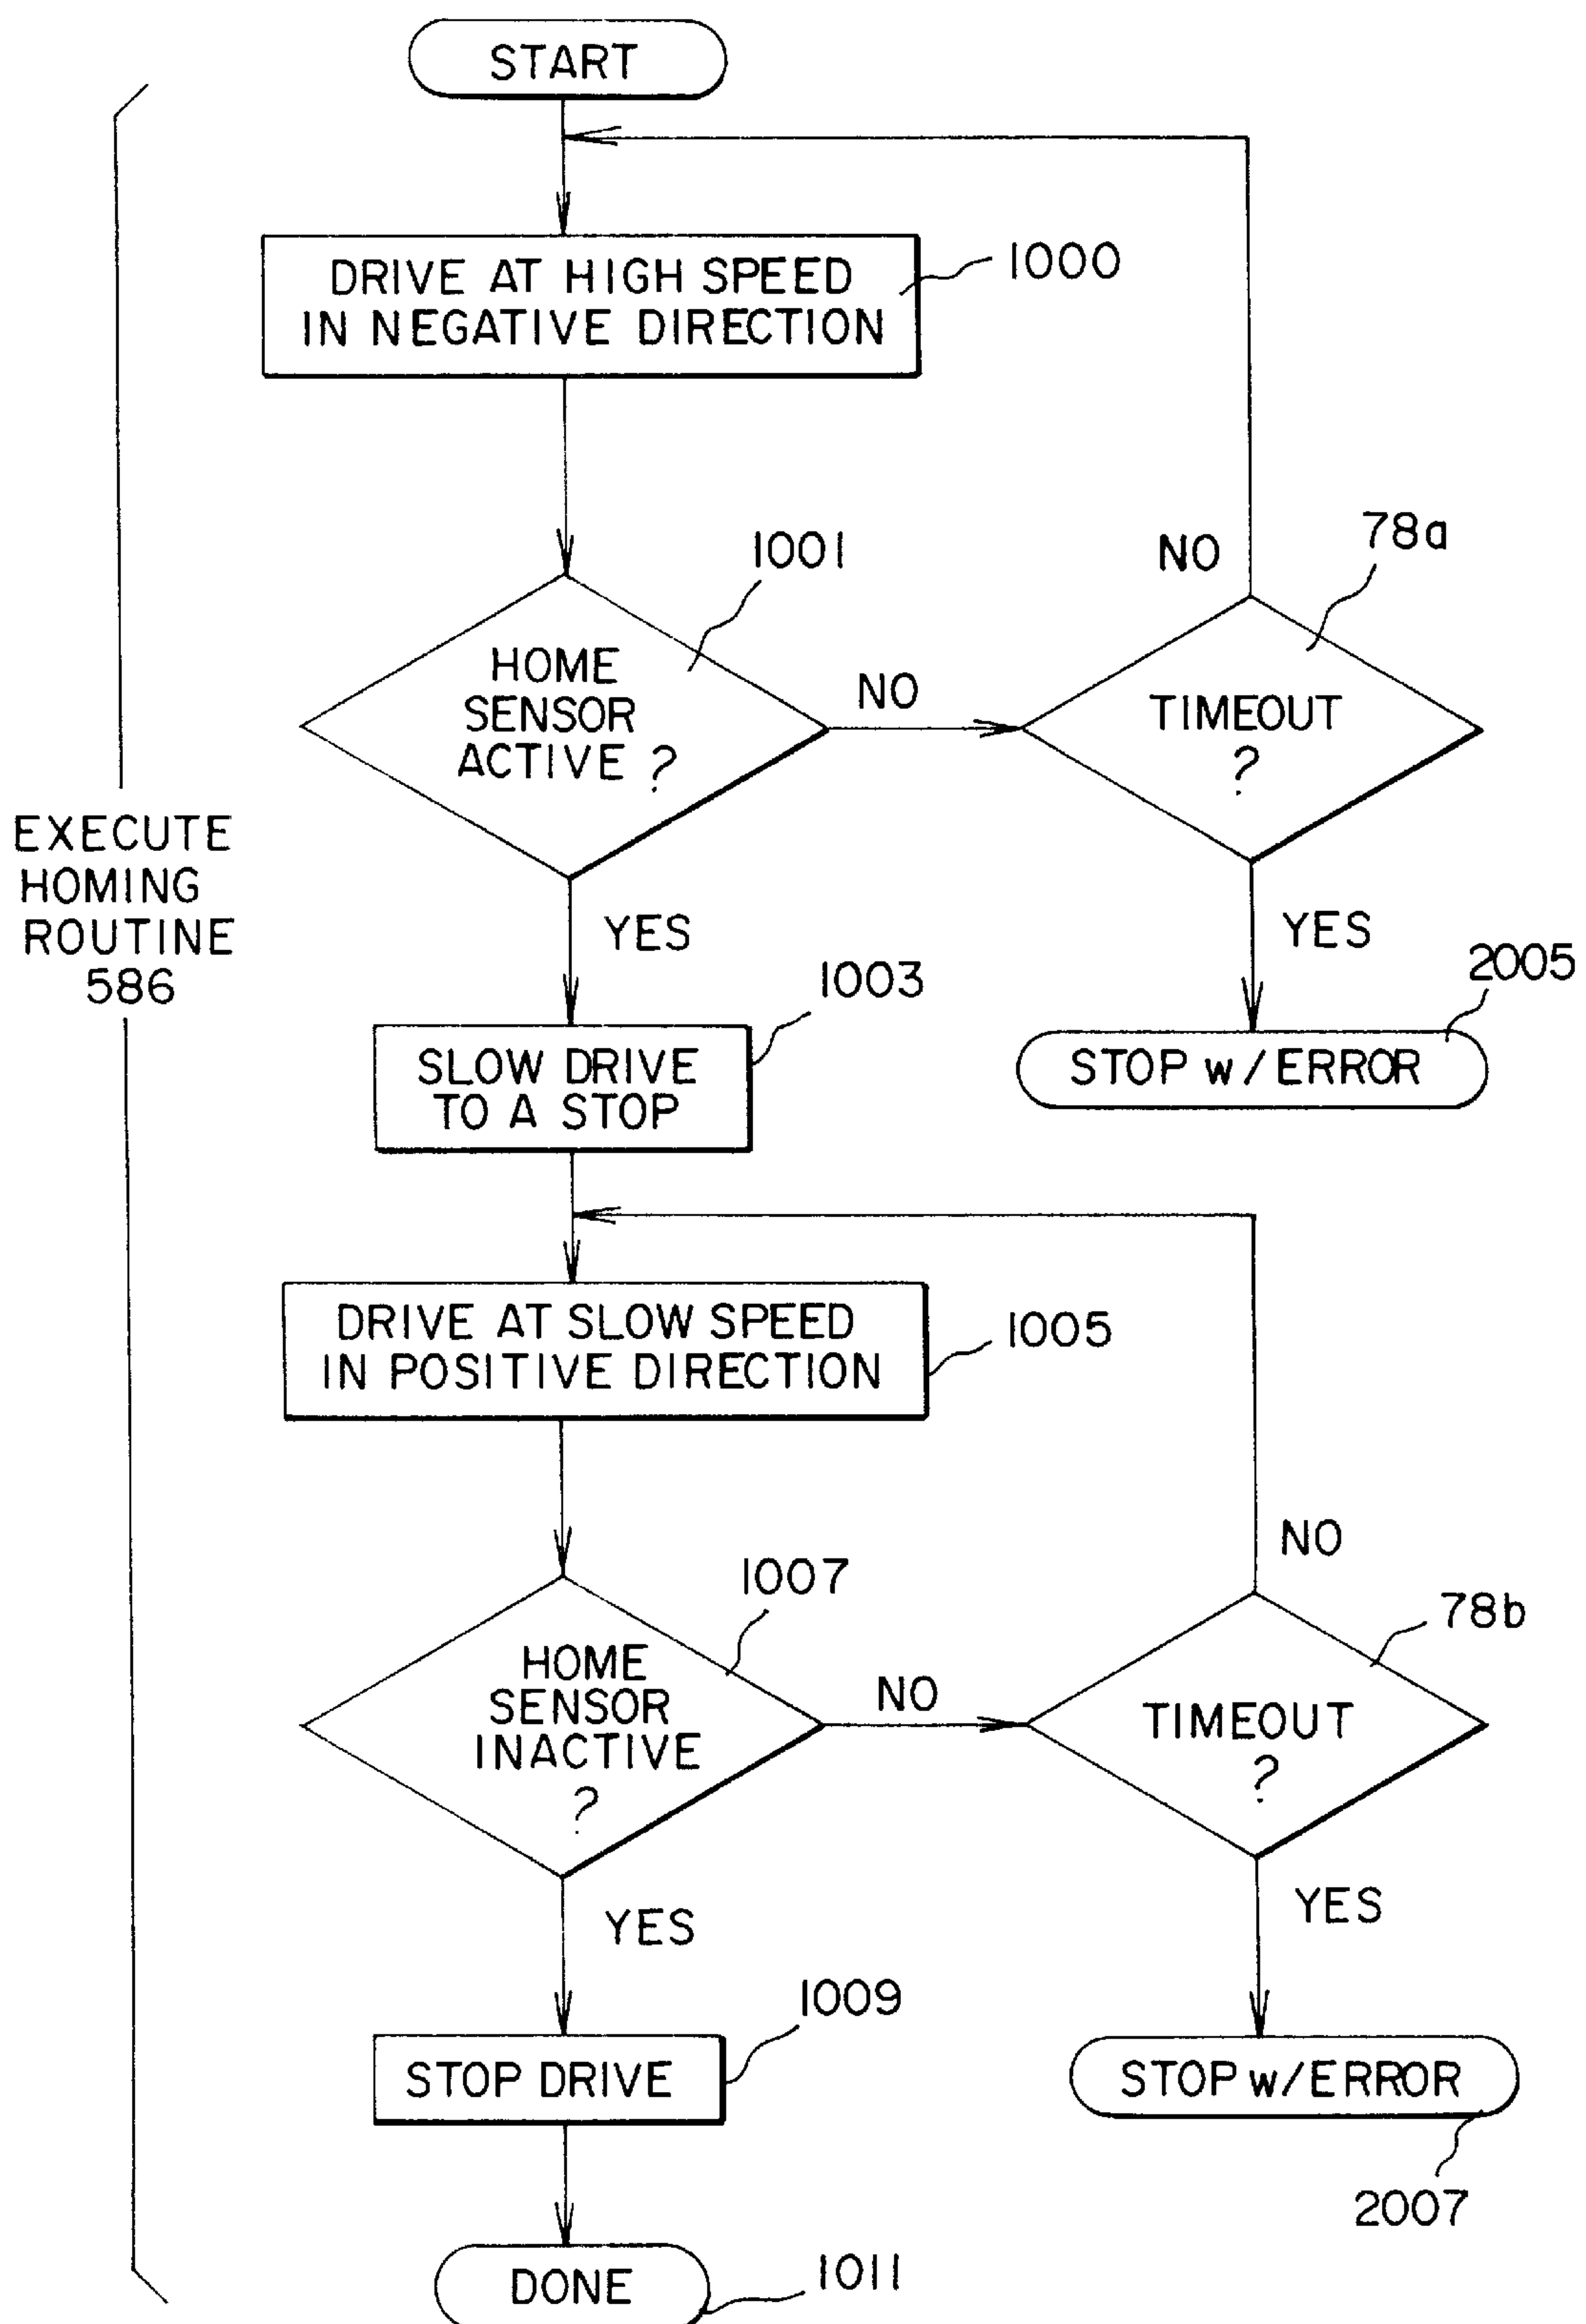 START
DRIVE AT HIGH SPEED
IN NEGATIVE DIRECTION
1000
1001
HOME
SENSOR
ACTIVE ?
NO
78a
NO
TIMEOUT
?
EXECUTE
HOMING
ROUTINE
586
YES
YES
1003
2005
SLOW DRIVE
TO A STOP
STOP w/ERROR
DRIVE AT SLOW SPEED
IN POSITIVE DIRECTION
1005
NO
1007
78b
HOME
SENSOR
INACTIVE
?
NO
TIMEOUT
?
YES
YES
1009
STOP DRIVE
STOP w/ERROR
2007
DONE
1011